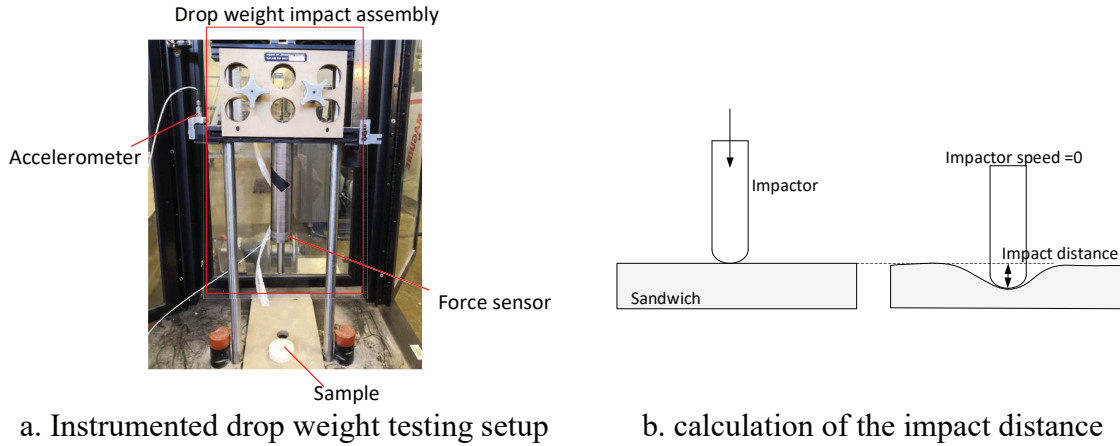 Drop weight impact assembly
Accelerometer
Force sensor
Sample
Impactor
Sandwich
Impactor speed =0
Impact distance
a. Instrumented drop weight testing setup
b. calculation of the impact distance